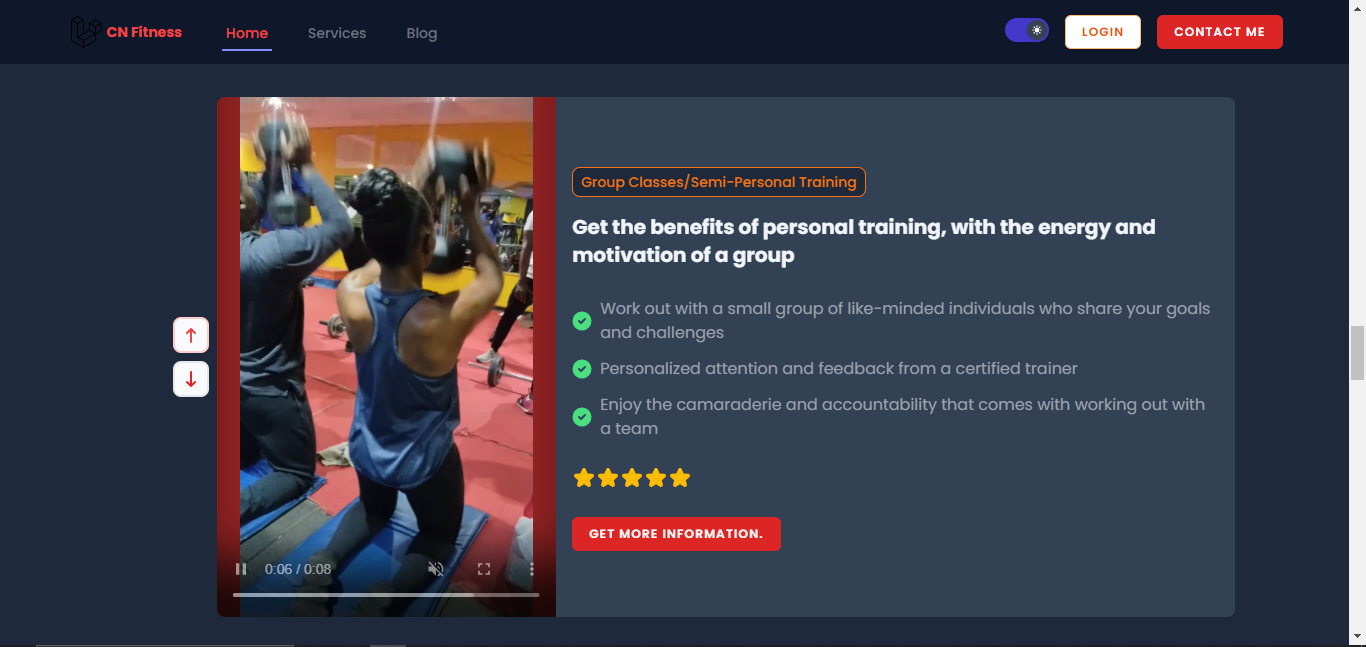 CN Fitness
Home
Services
Blog
LOGIN
CONTACT ME
Group Classes/Semi-Personal Training
Get the benefits of personal training, with the energy and
motivation of a group
Work out with a small group of like-minded individuals who share your goals
and challenges
Personalized attention and feedback from a certified trainer
Enjoy the camaraderie and accountability that comes with working out with
a team
GET MORE INFORMATION.
0:06 / 0:08